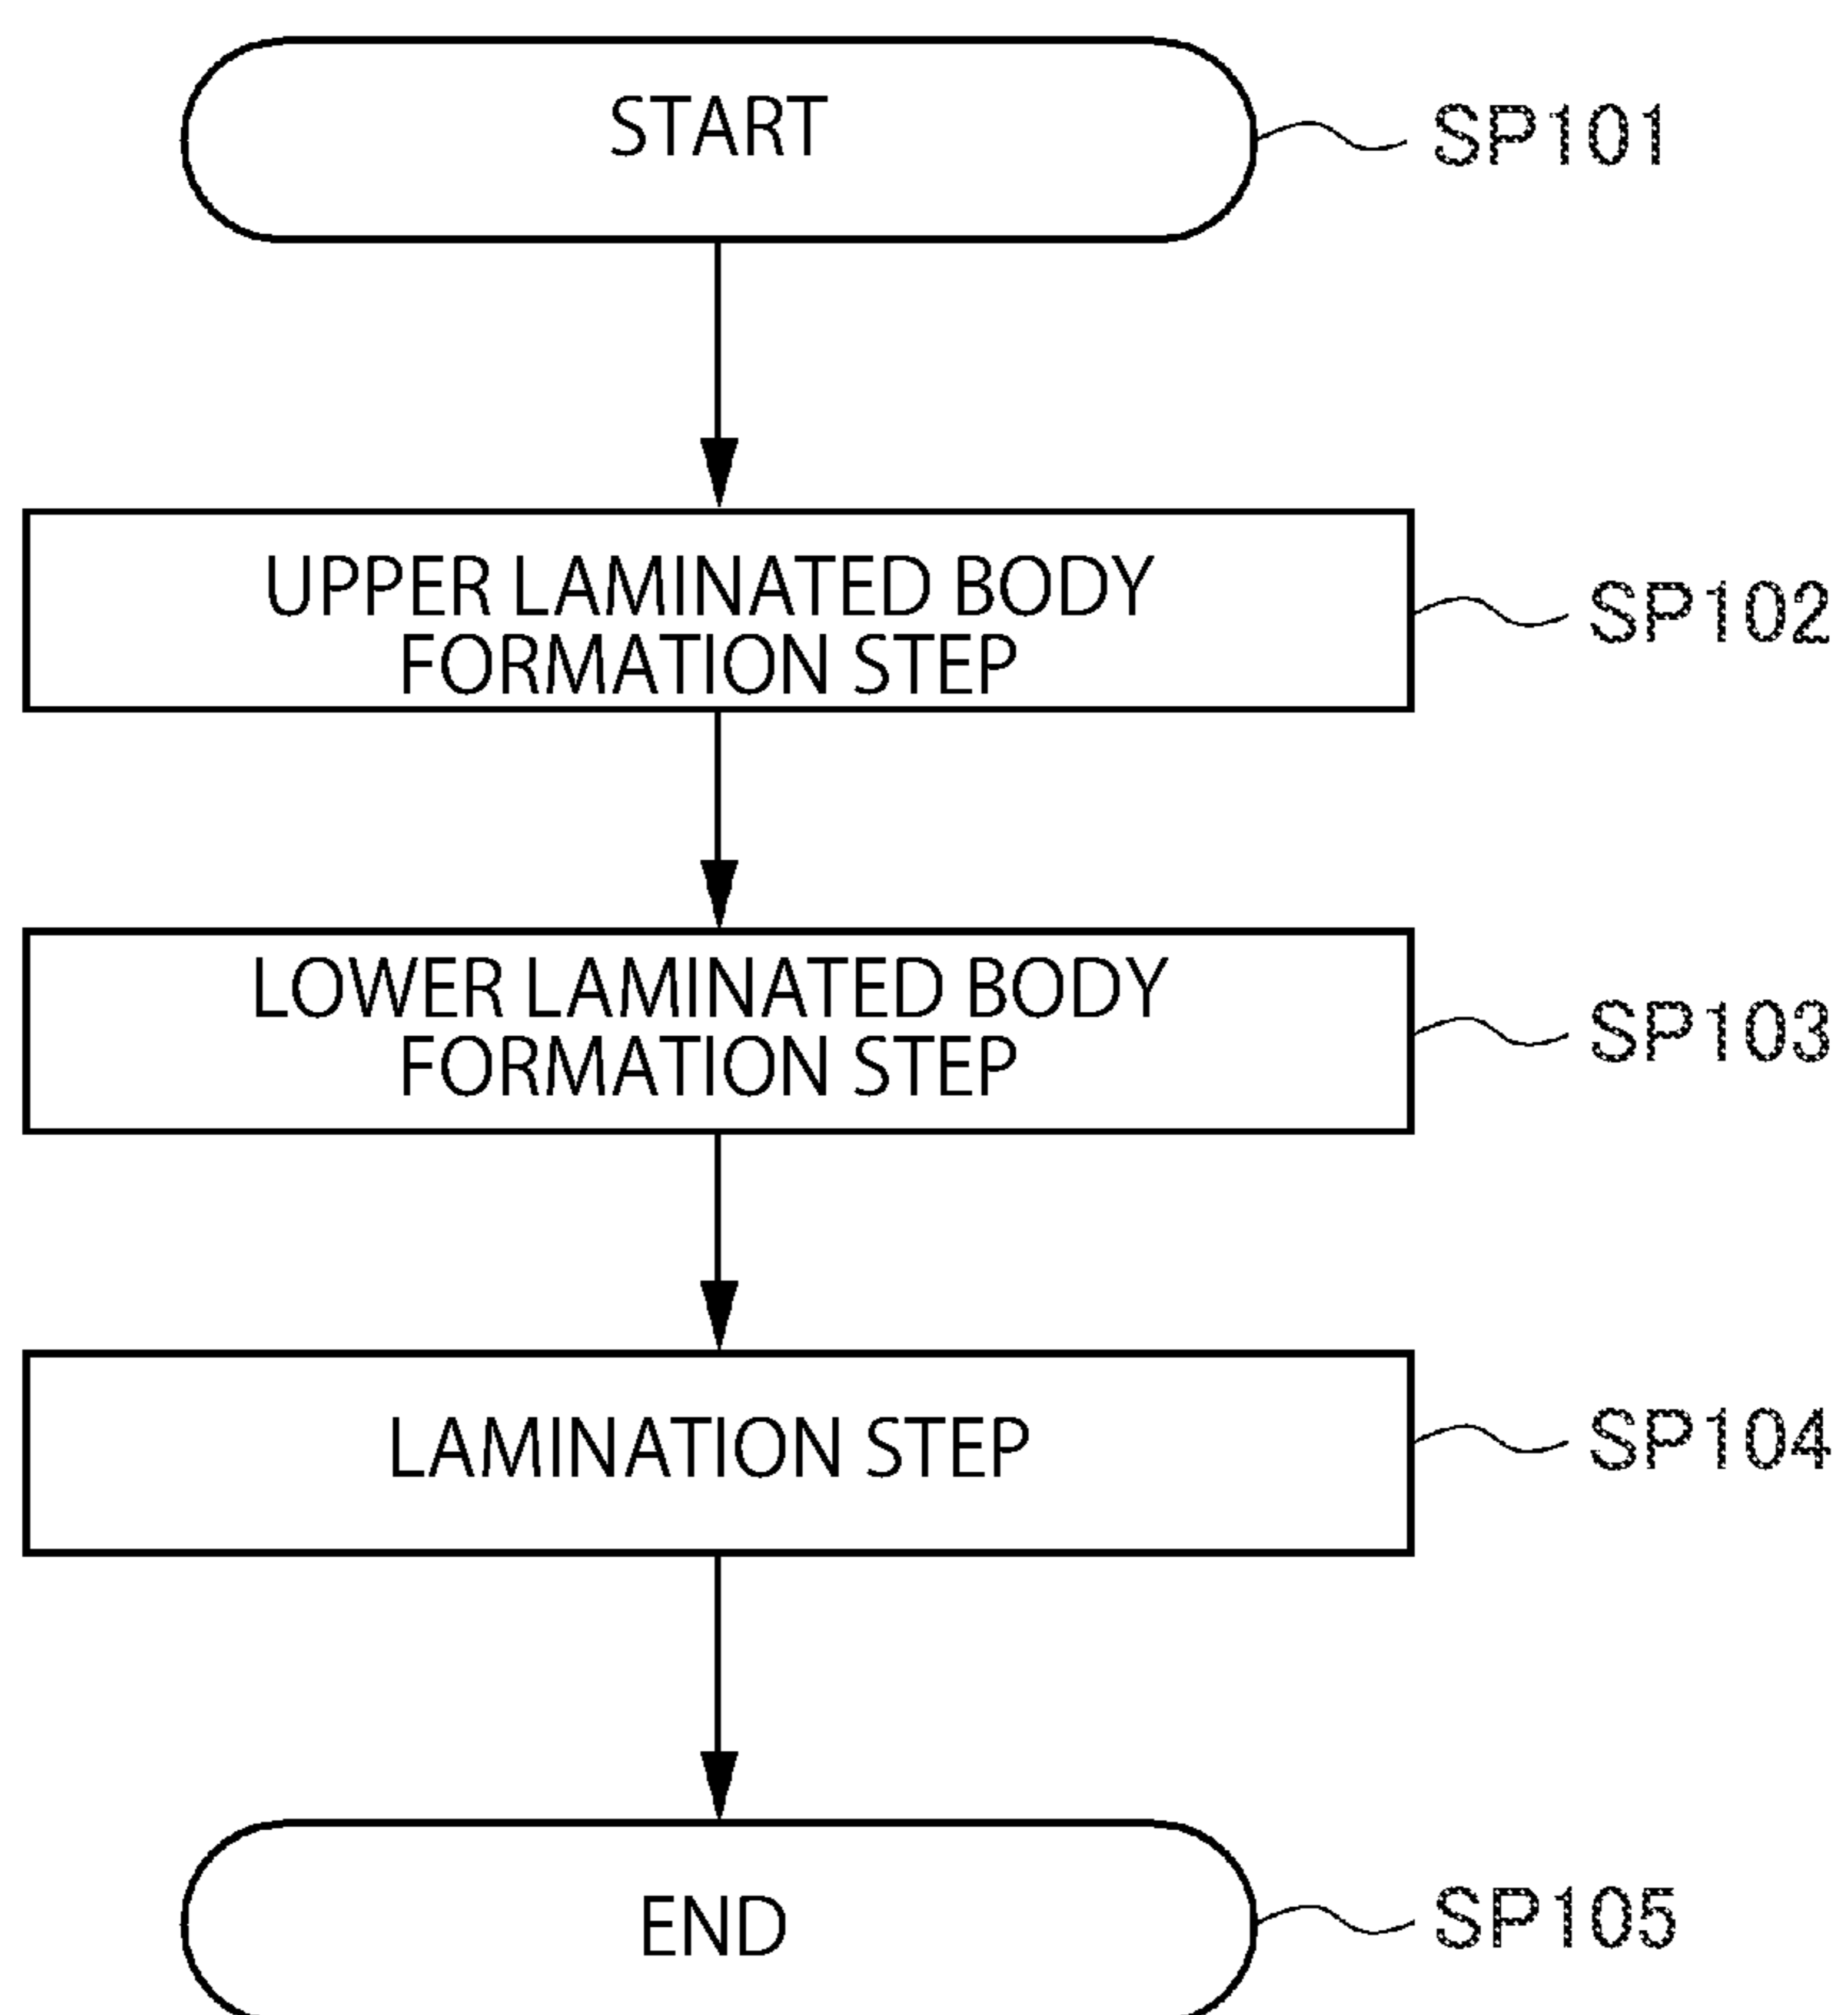 START
SP101
UPPER LAMINATED BODY
FORMATION STEP
SP102
LOWER LAMINATED BODY
FORMATION STEP
SP103
LAMINATION STEP
SP104
END
SP105